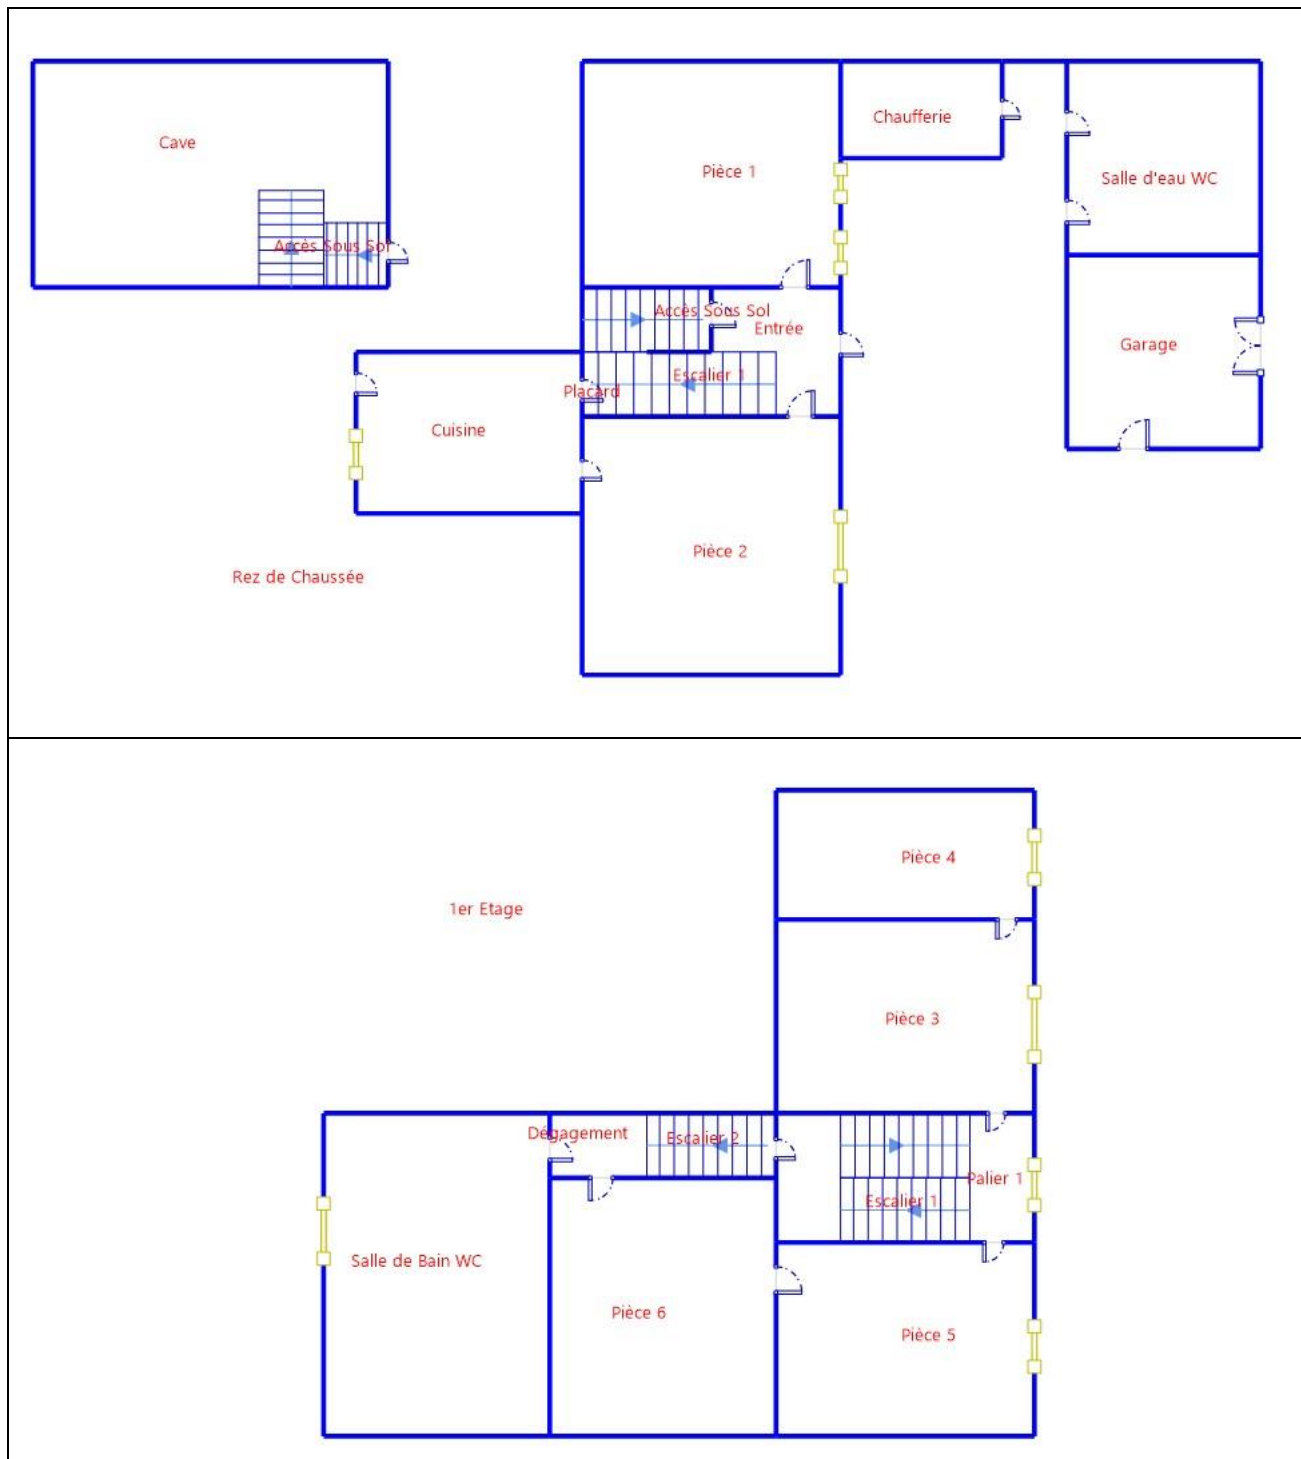 Cave
Accès Sous Sol
Pièce 1
Chaufferie
Salle d'eau WC
Accès Sous Sol
Entrée
Garage
Escalier 1
Placard
Cuisine
Pièce 2
Rez de Chaussée
Pièce 4
1er Etage
Pièce 3
Dégagement
Escalier 2
Palier 1
Escalier 1
Salle de Bain WC
Pièce 6
Pièce 5